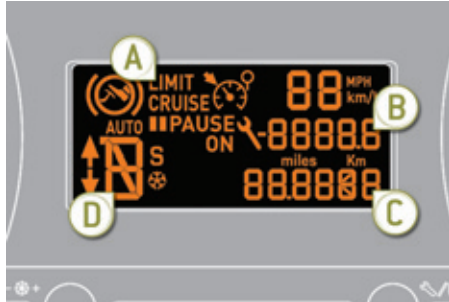 A
LIMIT
CRUISE
88 MPH
km/h
B
AUTO
PAUSE
ON
-8888.8
miles Km
S
D
88.8888
C
- +